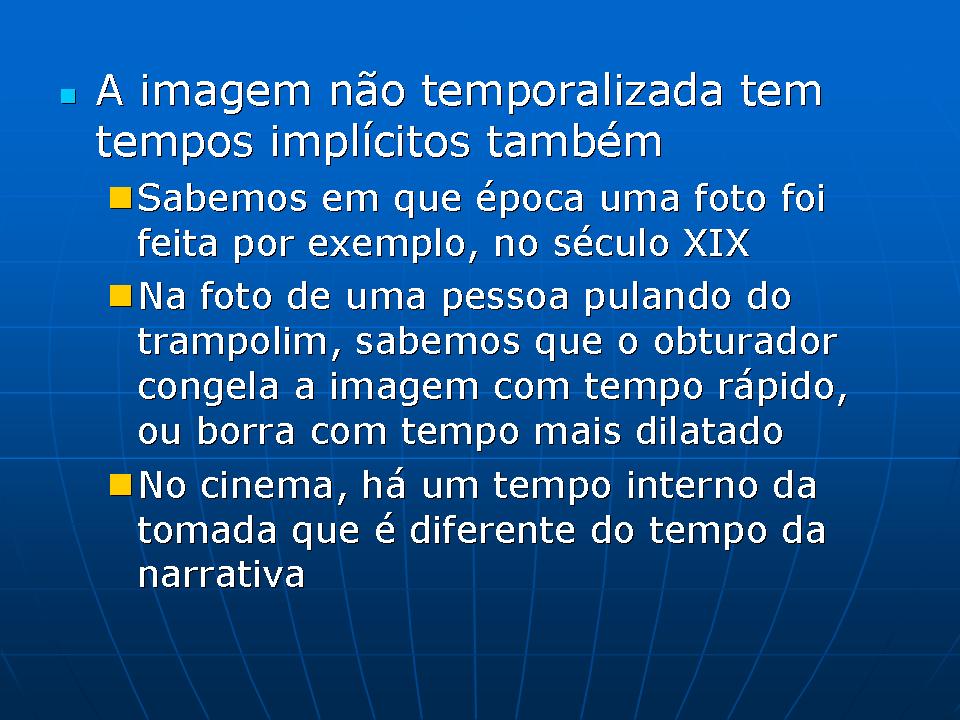 A imagem não temporalizada tem
tempos implícitos também
Sabemos em que época uma foto foi
feita por exemplo, no século XIX
Na foto de uma pessoa pulando do
trampolim, sabemos que o obturador
congela a imagem com tempo rápido,
ou borra com tempo mais dilatado
No cinema, há um tempo interno da
tomada que é diferente do tempo da
narrativa